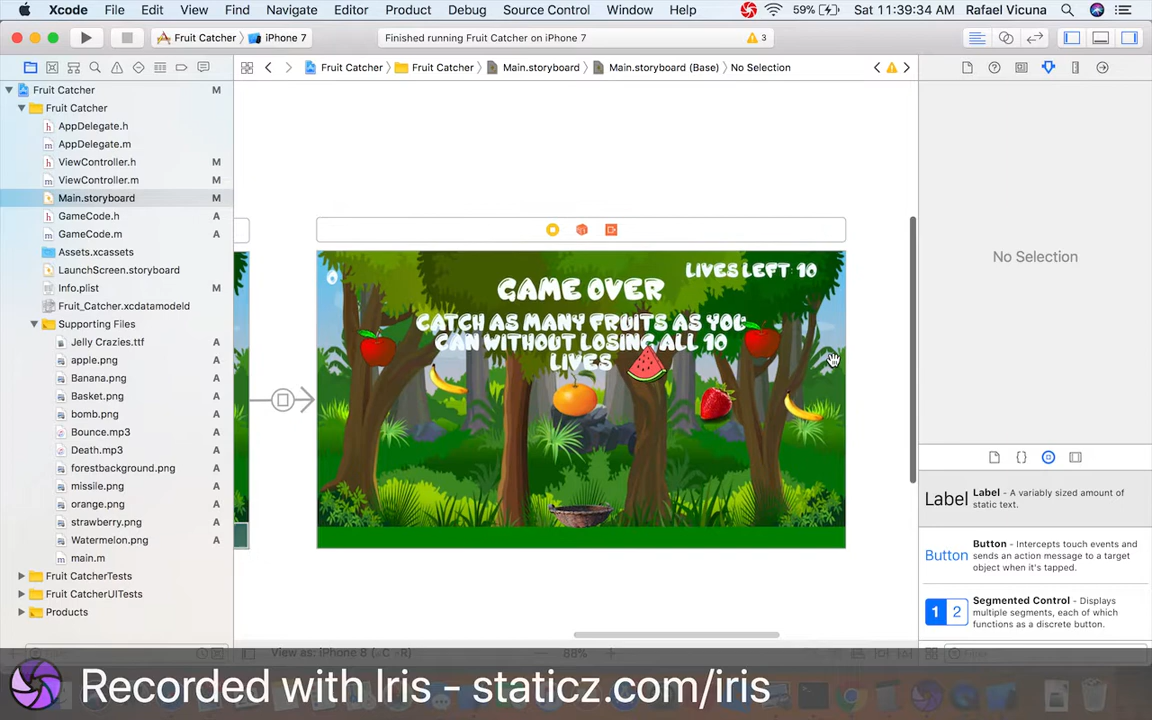 Xcode File Edit View Find Navigate Editor Product Debug Source Control Window Help 59% Sat 11:39:34 AM Rafael Vicuna
Fruit Catcher iPhone 7 Finished running Fruit Catcher on iPhone 7 3
Fruit Catcher Fruit Catcher Main.storyboard Main.storyboard (Base) No Selection
Fruit Catcher M
Fruit Catcher
AppDelegate.h
AppDelegate.m
ViewController.h M
ViewController.m M
Main.storyboard M
GameCode.h A
GameCode.m A
Assets.xcassets
LaunchScreen.storyboard
Info.plist M
Fruit_Catcher.xcdatamodeld
Supporting Files
Jelly Crazies.ttf A
apple.png A
Banana.png A
Basket.png A
bomb.png A
Bounce.mp3 A
Death.mp3 A
forestbackground.png A
missile.png A
orange.png A
strawberry.png A
Watermelon.png A
main.m
Fruit CatcherTests
Fruit CatcherUITests
Products
0
LIVES LEFT: 10
GAME OVER
CATCH AS MANY FRUITS AS YOU
CAN WITHOUT LOSING ALL 10
LIVES
View as: iPhone 8 (wC hR)
88%
No Selection
Label Label - A variably sized amount of
static text.
Button Button - Intercepts touch events and
sends an action message to a target
object when it's tapped.
1 2 Segmented Control - Displays
multiple segments, each of which
functions as a discrete button.
Recorded with Iris - staticz.com/iris